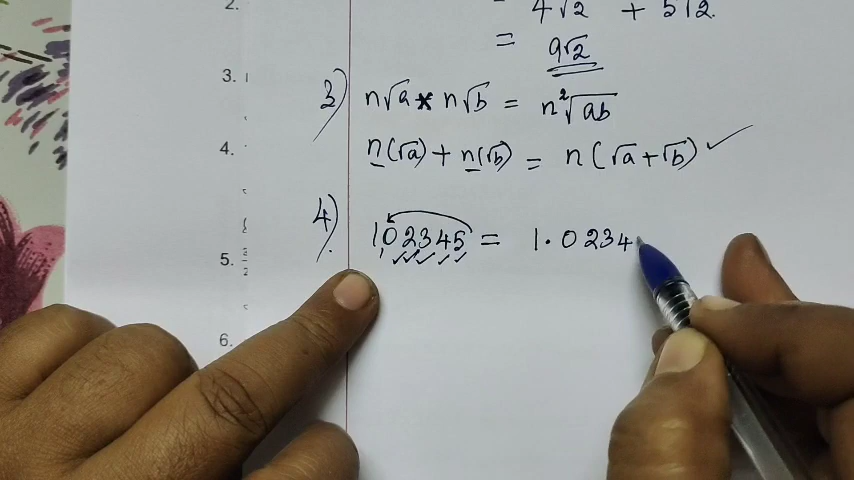 2.
= 4√2 + 5√2.
= 9√2
3. 3) n√a * n√b = n²√ab
4. n(√a) + n(√b) = n(√a + √b) ✓
4) 102345 = 1.0234
5.
6.